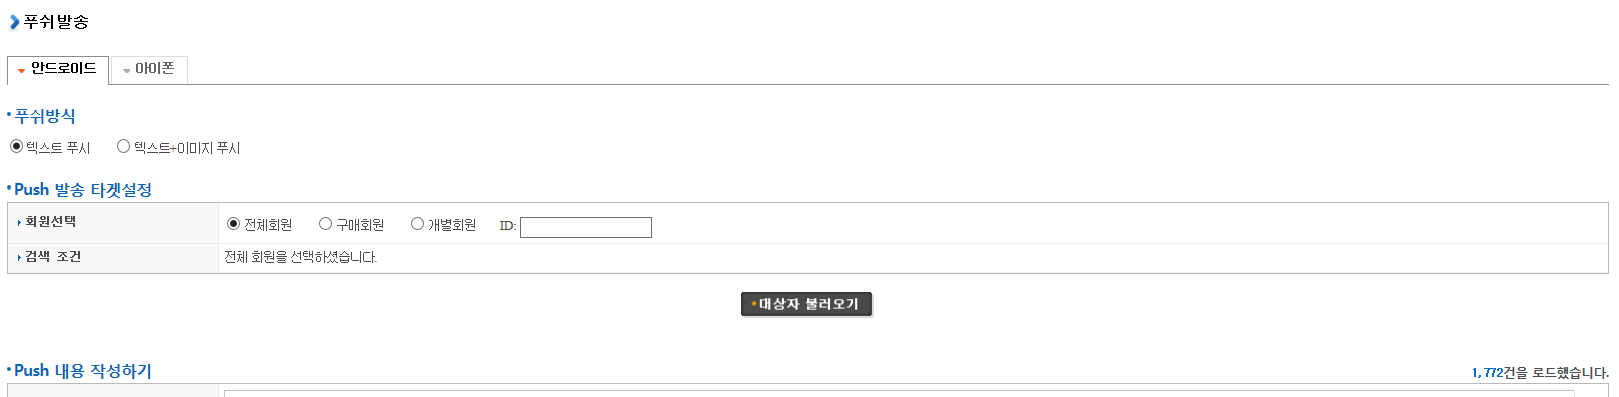 푸쉬발송
안드로이드 아이폰
푸쉬방식
텍스트 푸시 텍스트+이미지 푸시
Push 발송 타겟설정
회원선택 전체회원 구매회원 개별회원 ID:
검색 조건 전체 회원을 선택하셨습니다.
대상자 불러오기
Push 내용 작성하기 1,772건을 로드했습니다.